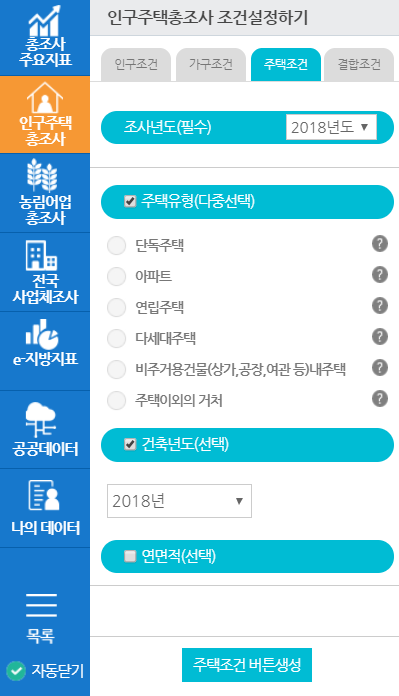 총조사
주요지표
인구주택
총조사
농림어업
총조사
전국
사업체조사
e-지방지표
공공데이터
나의 데이터
목록
자동닫기
인구주택총조사 조건설정하기
인구조건 가구조건 주택조건 결합조건
조사년도(필수) 2018년도 ▼
주택유형(다중선택)
단독주택 ?
아파트 ?
연립주택 ?
다세대주택 ?
비주거용건물(상가,공장,여관 등)내주택 ?
주택이외의 거처 ?
건축년도(선택)
2018년 ▼
연면적(선택)
주택조건 버튼생성